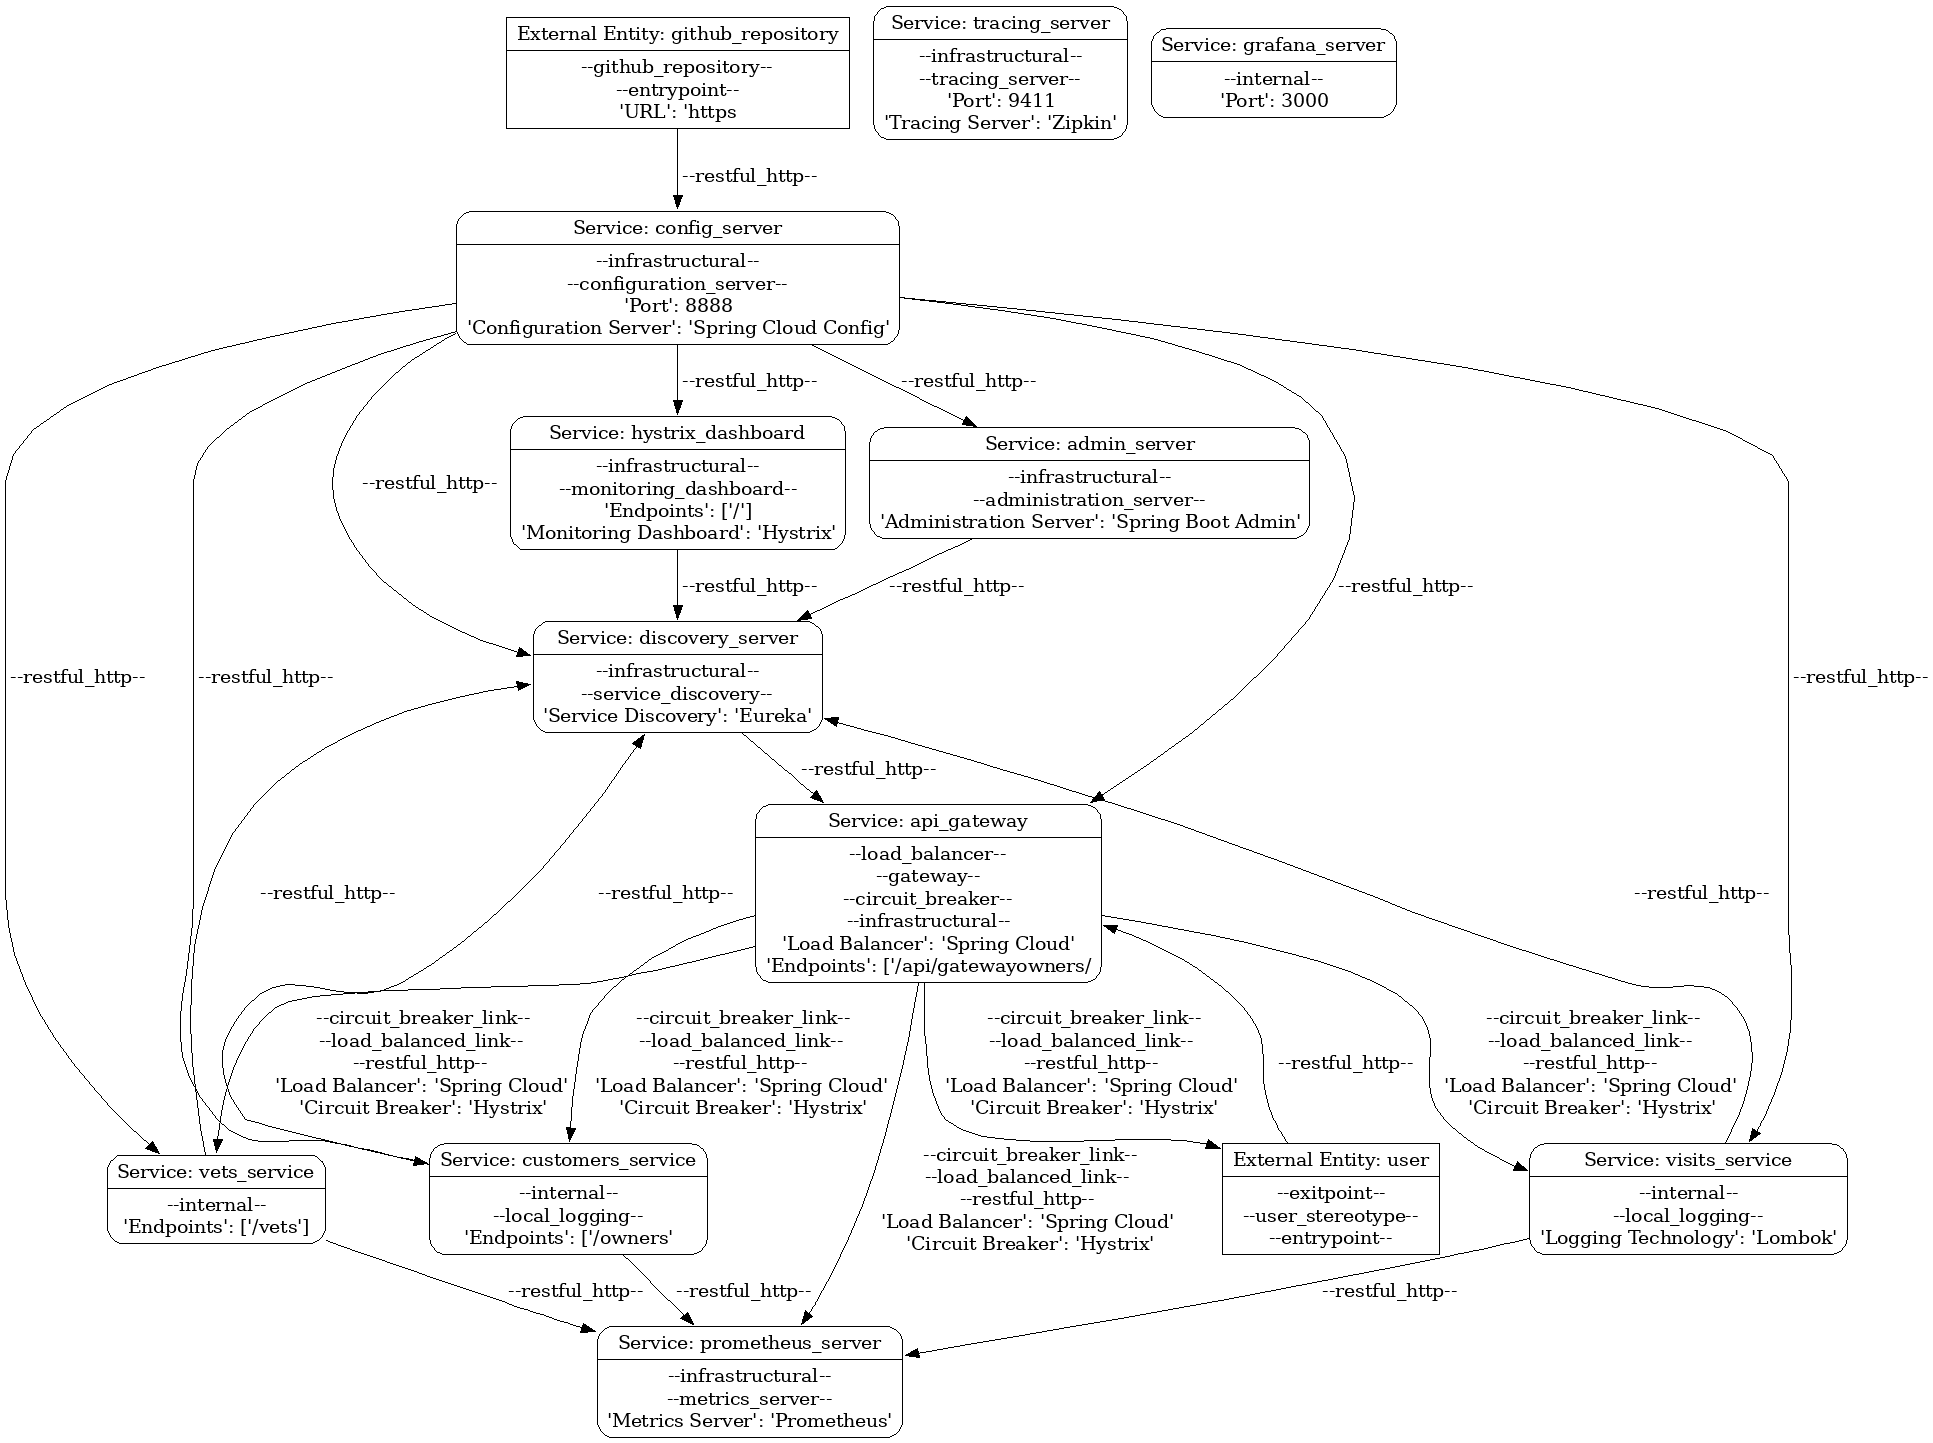 External Entity: github_repository
--github_repository--
--entrypoint--
'URL': 'https
Service: tracing_server
--infrastructural--
--tracing_server--
'Port': 9411
'Tracing Server': 'Zipkin'
Service: grafana_server
--internal--
'Port': 3000
--restful_http--
Service: config_server
--infrastructural--
--configuration_server--
'Port': 8888
'Configuration Server': 'Spring Cloud Config'
--restful_http--
--restful_http--
Service: hystrix_dashboard
--infrastructural--
--monitoring_dashboard--
'Endpoints': ['/']
'Monitoring Dashboard': 'Hystrix'
Service: admin_server
--infrastructural--
--administration_server--
'Administration Server': 'Spring Boot Admin'
--restful_http--
--restful_http--
--restful_http--
--restful_http--
Service: discovery_server
--infrastructural--
--service_discovery--
'Service Discovery': 'Eureka'
--restful_http--
--restful_http--
--restful_http--
--restful_http--
Service: api_gateway
--load_balancer--
--gateway--
--circuit_breaker--
--infrastructural--
'Load Balancer': 'Spring Cloud'
'Endpoints': ['/api/gatewayowners/
--restful_http--
--restful_http--
--restful_http--
--circuit_breaker_link--
--load_balanced_link--
--restful_http--
'Load Balancer': 'Spring Cloud'
'Circuit Breaker': 'Hystrix'
--circuit_breaker_link--
--load_balanced_link--
--restful_http--
'Load Balancer': 'Spring Cloud'
'Circuit Breaker': 'Hystrix'
--circuit_breaker_link--
--load_balanced_link--
--restful_http--
'Load Balancer': 'Spring Cloud'
'Circuit Breaker': 'Hystrix'
--restful_http--
--circuit_breaker_link--
--load_balanced_link--
--restful_http--
'Load Balancer': 'Spring Cloud'
'Circuit Breaker': 'Hystrix'
Service: vets_service
--internal--
'Endpoints': ['/vets']
Service: customers_service
--internal--
--local_logging--
'Endpoints': ['/owners'
--circuit_breaker_link--
--load_balanced_link--
--restful_http--
'Load Balancer': 'Spring Cloud'
'Circuit Breaker': 'Hystrix'
External Entity: user
--exitpoint--
--user_stereotype--
--entrypoint--
Service: visits_service
--internal--
--local_logging--
'Logging Technology': 'Lombok'
--restful_http--
--restful_http--
--restful_http--
Service: prometheus_server
--infrastructural--
--metrics_server--
'Metrics Server': 'Prometheus'